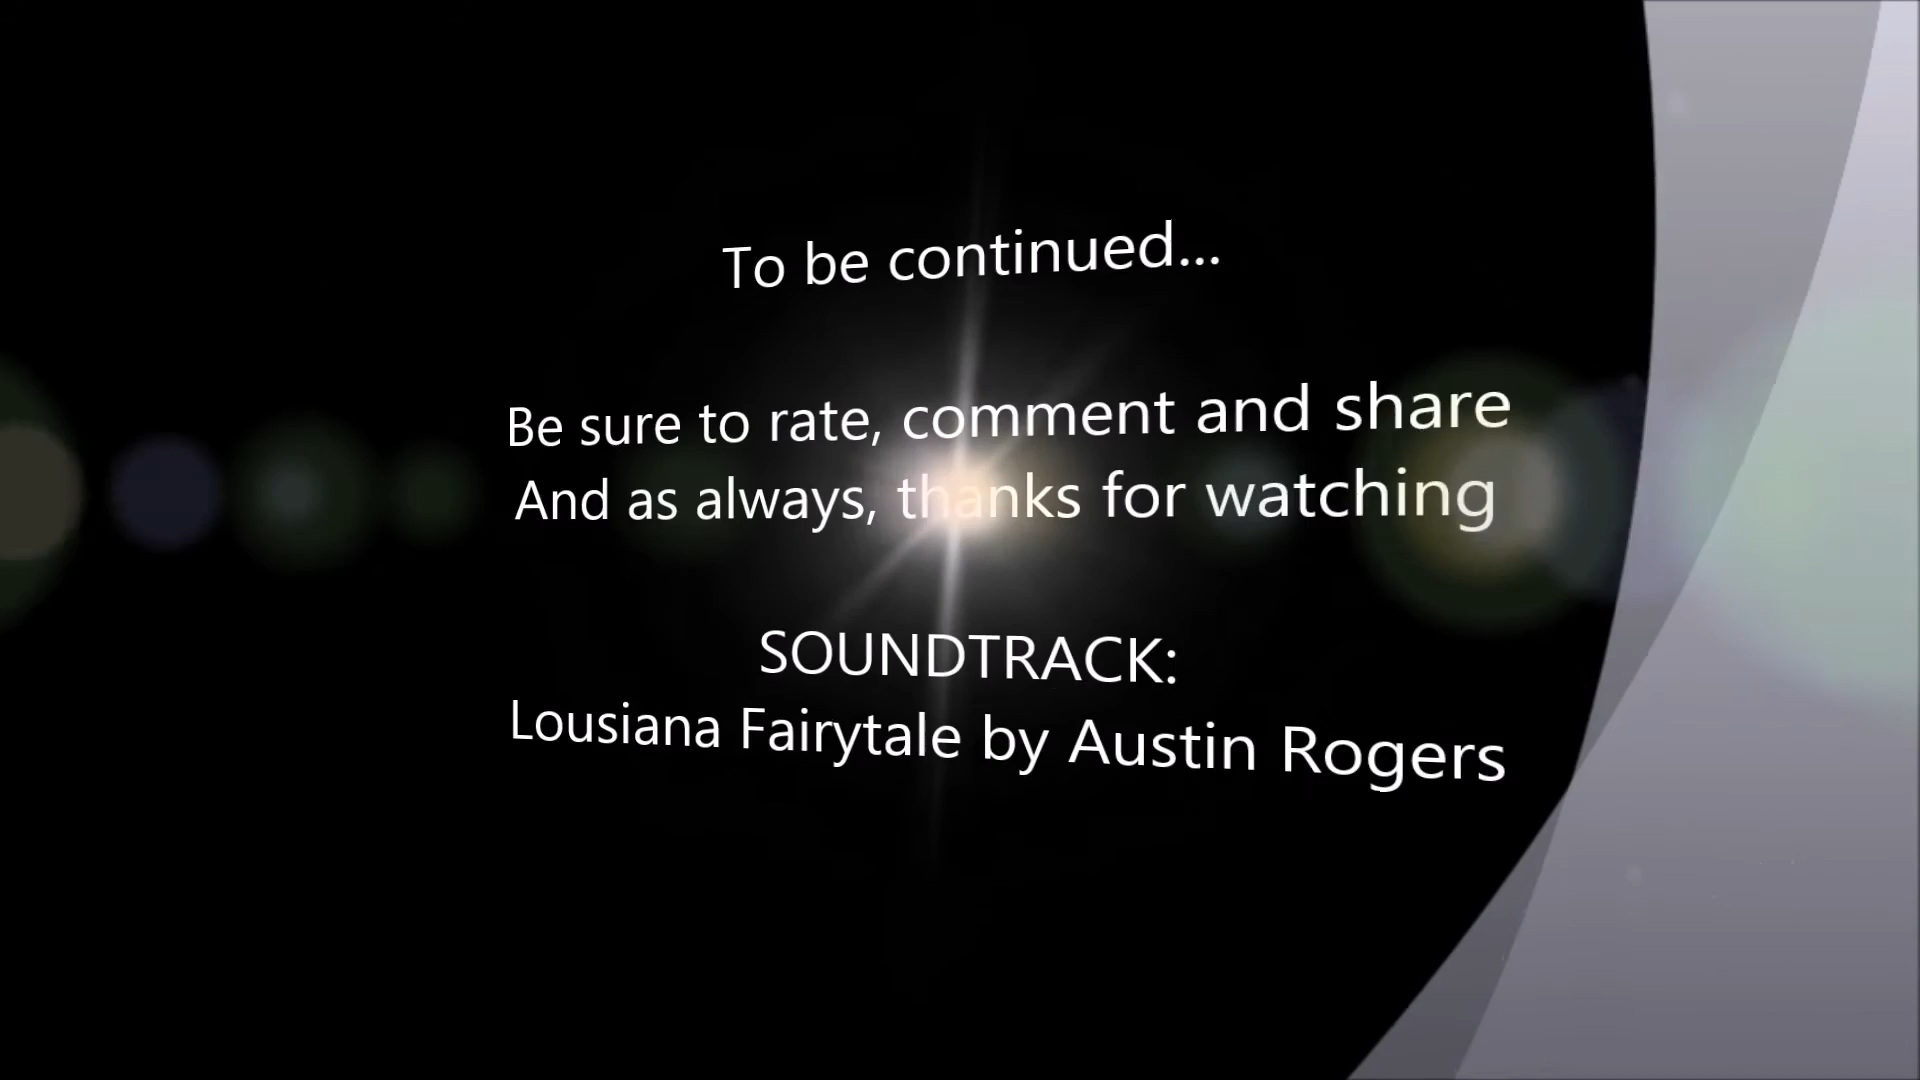 To be continued...
Be sure to rate, comment and share
And as always, thanks for watching
SOUNDTRACK:
Lousiana Fairytale by Austin Rogers